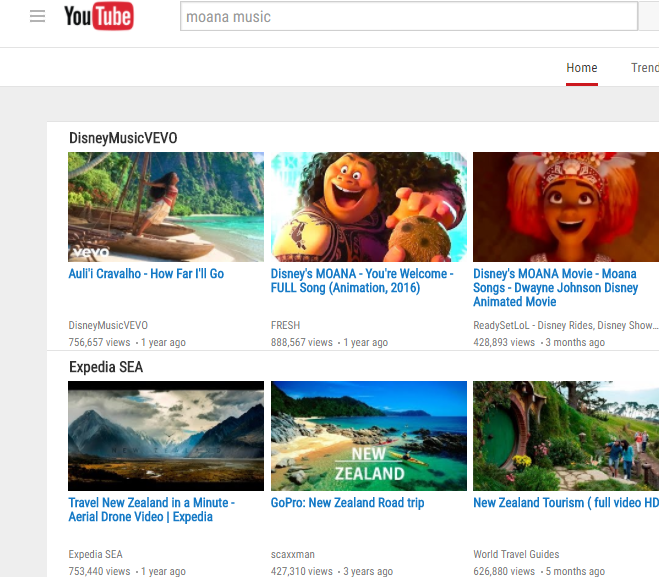 YouTube
moana music
Home Trend
DisneyMusicVEVO
vevo
Auli'i Cravalho - How Far I'll Go
DisneyMusicVEVO
756,657 views • 1 year ago
Disney's MOANA - You're Welcome -
FULL Song (Animation, 2016)
FRESH
888,567 views • 1 year ago
Disney's MOANA Movie - Moana
Songs - Dwayne Johnson Disney
Animated Movie
ReadySetLoL - Disney Rides, Disney Show...
428,893 views • 3 months ago
Expedia SEA
Travel New Zealand in a Minute -
Aerial Drone Video | Expedia
Expedia SEA
753,440 views • 1 year ago
NEW
ZEALAND
GoPro: New Zealand Road trip
scaxxman
427,310 views • 3 years ago
New Zealand Tourism ( full video HD
World Travel Guides
626,880 views • 5 months ago